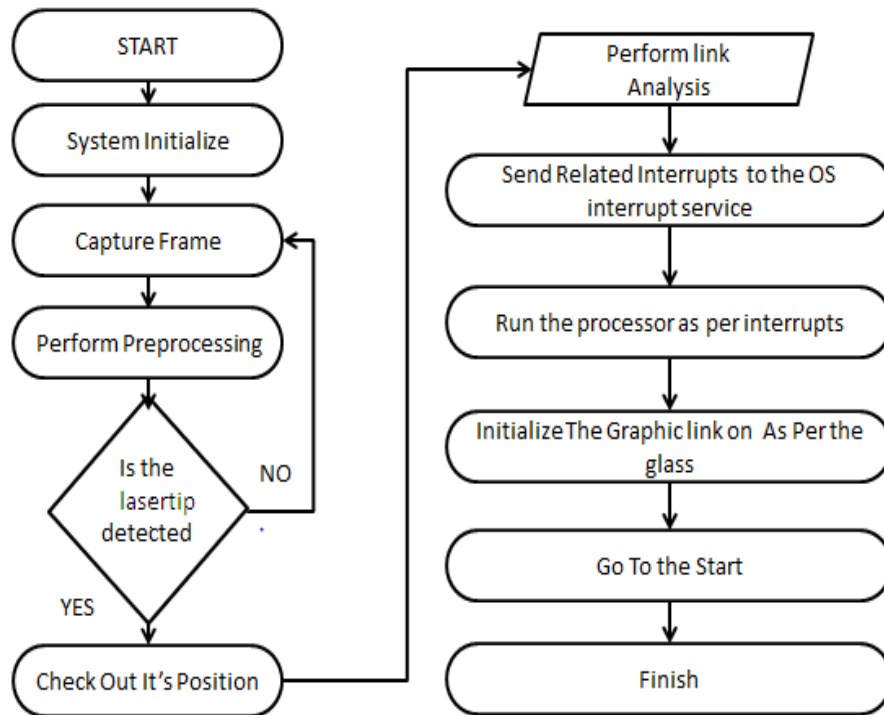 START
System Initialize
Capture Frame
Perform Preprocessing
Is the
lasertip
detected
NO
YES
Check Out It's Position
Perform link
Analysis
Send Related Interrupts to the OS
interrupt service
Run the processor as per interrupts
Initialize The Graphic link on As Per the
glass
Go To the Start
Finish